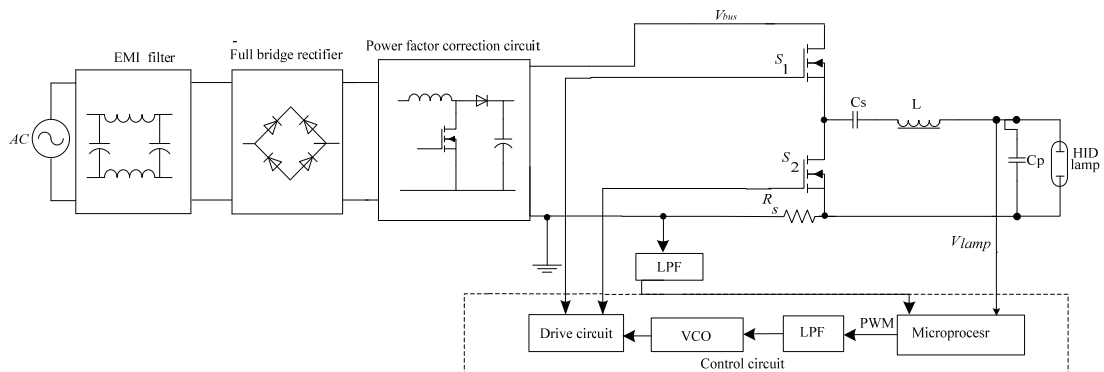 Vbus
EMI filter
Full bridge rectifier
Power factor correction circuit
S1
AC
Cs
L
Cp
HID
lamp
S2
Rs
Vlamp
LPF
Drive circuit
VCO
LPF
PWM
Microprocesr
Control circuit